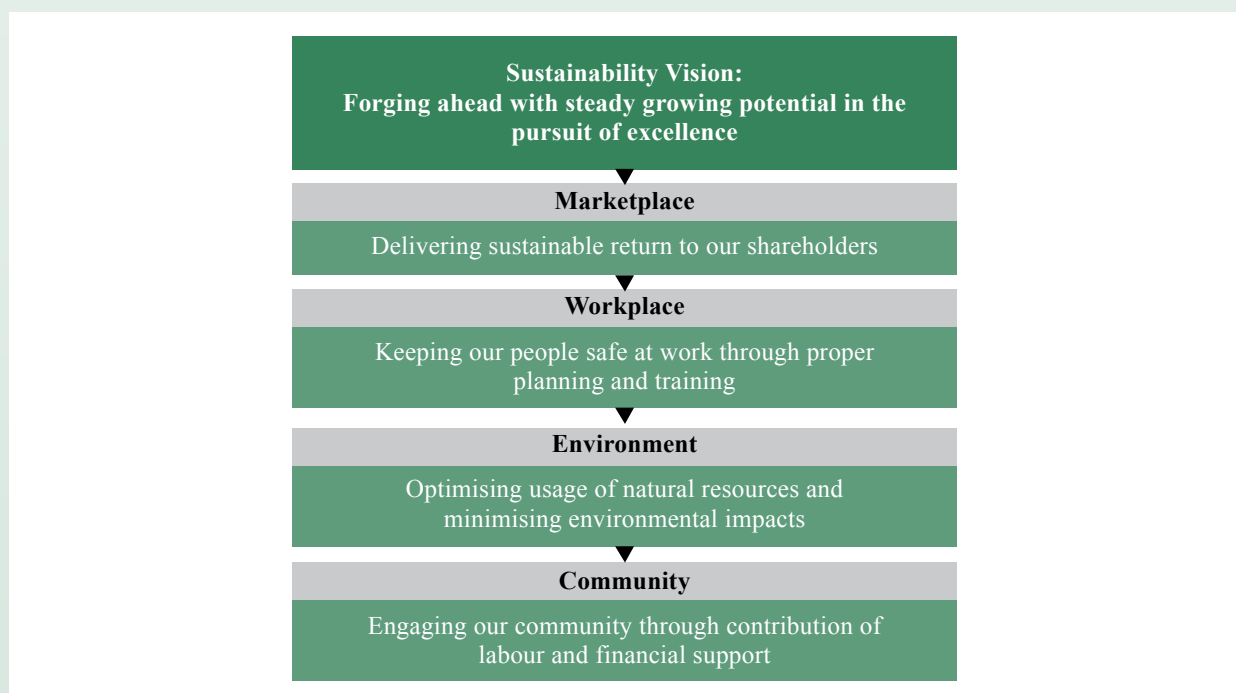 Sustainability Vision:
Forging ahead with steady growing potential in the
pursuit of excellence
Marketplace
Delivering sustainable return to our shareholders
Workplace
Keeping our people safe at work through proper
planning and training
Environment
Optimising usage of natural resources and
minimising environmental impacts
Community
Engaging our community through contribution of
labour and financial support